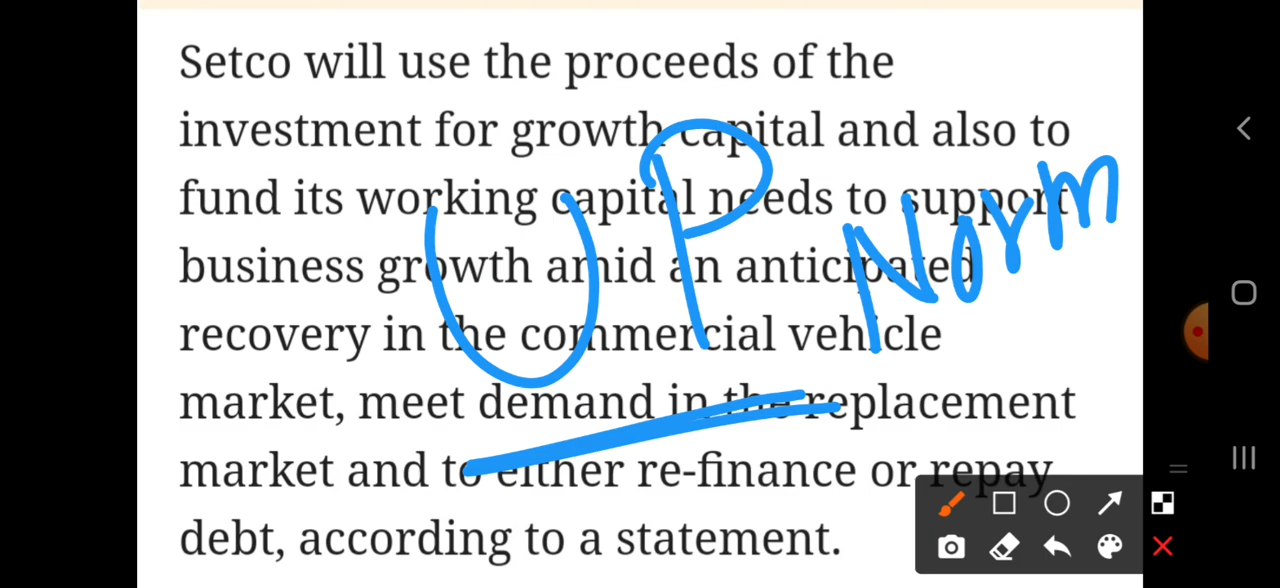 Setco will use the proceeds of the
investment for growth capital and also to
fund its working capital needs to support
business growth amid an anticipated
recovery in the commercial vehicle
market, meet demand in the replacement
market and to either re-finance or repay
debt, according to a statement.
UP Norm